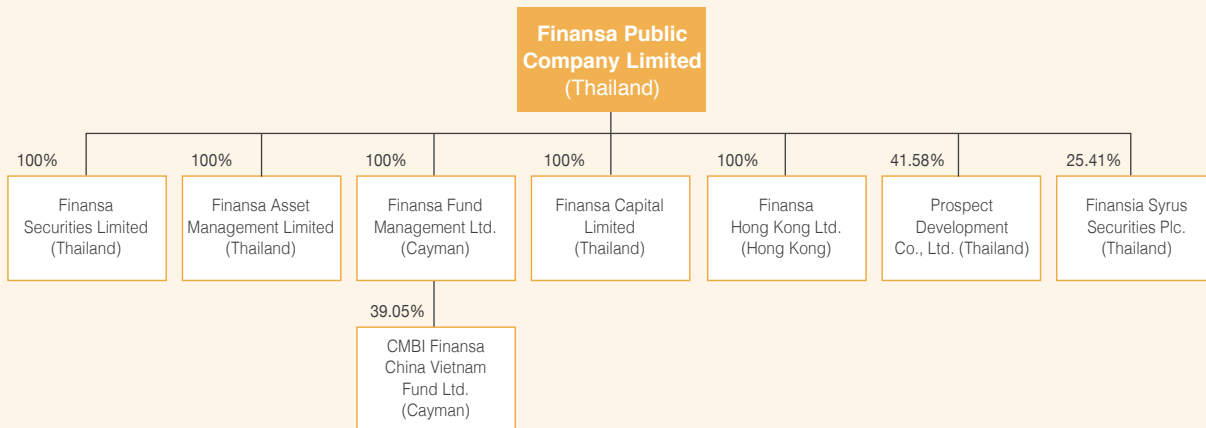 Finansa Public
Company Limited
(Thailand)
100%
100%
100%
100%
100%
41.58%
25.41%
Finansa
Securities Limited
(Thailand)
Finansa Asset
Management Limited
(Thailand)
Finansa Fund
Management Ltd.
(Cayman)
Finansa Capital
Limited
(Thailand)
Finansa
Hong Kong Ltd.
(Hong Kong)
Prospect
Development
Co., Ltd. (Thailand)
Finansia Syrus
Securities Plc.
(Thailand)
39.05%
CMBI Finansa
China Vietnam
Fund Ltd.
(Cayman)